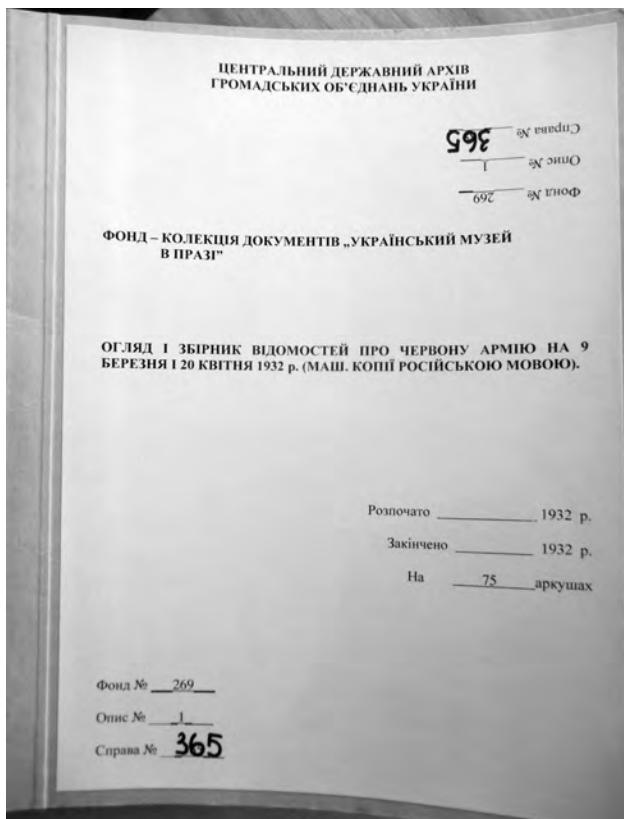 ЦЕНТРАЛЬНИЙ ДЕРЖАВНИЙ АРХІВ
ГРОМАДСЬКИХ ОБ'ЄДНАНЬ УКРАЇНИ
Справа № 365
Опис № 1
Фонд № 269
ФОНД – КОЛЕКЦІЯ ДОКУМЕНТІВ „УКРАЇНСЬКИЙ МУЗЕЙ
В ПРАЗІ”
ОГЛЯД І ЗБІРНИК ВІДОМОСТЕЙ ПРО ЧЕРВОНУ АРМІЮ НА 9
БЕРЕЗНЯ І 20 КВІТНЯ 1932 р. (МАШ. КОПІЇ РОСІЙСЬКОЮ МОВОЮ).
Розпочато 1932 р.
Закінчено 1932 р.
На 75 аркушах
Фонд № 269
Опис № 1
Справа № 365